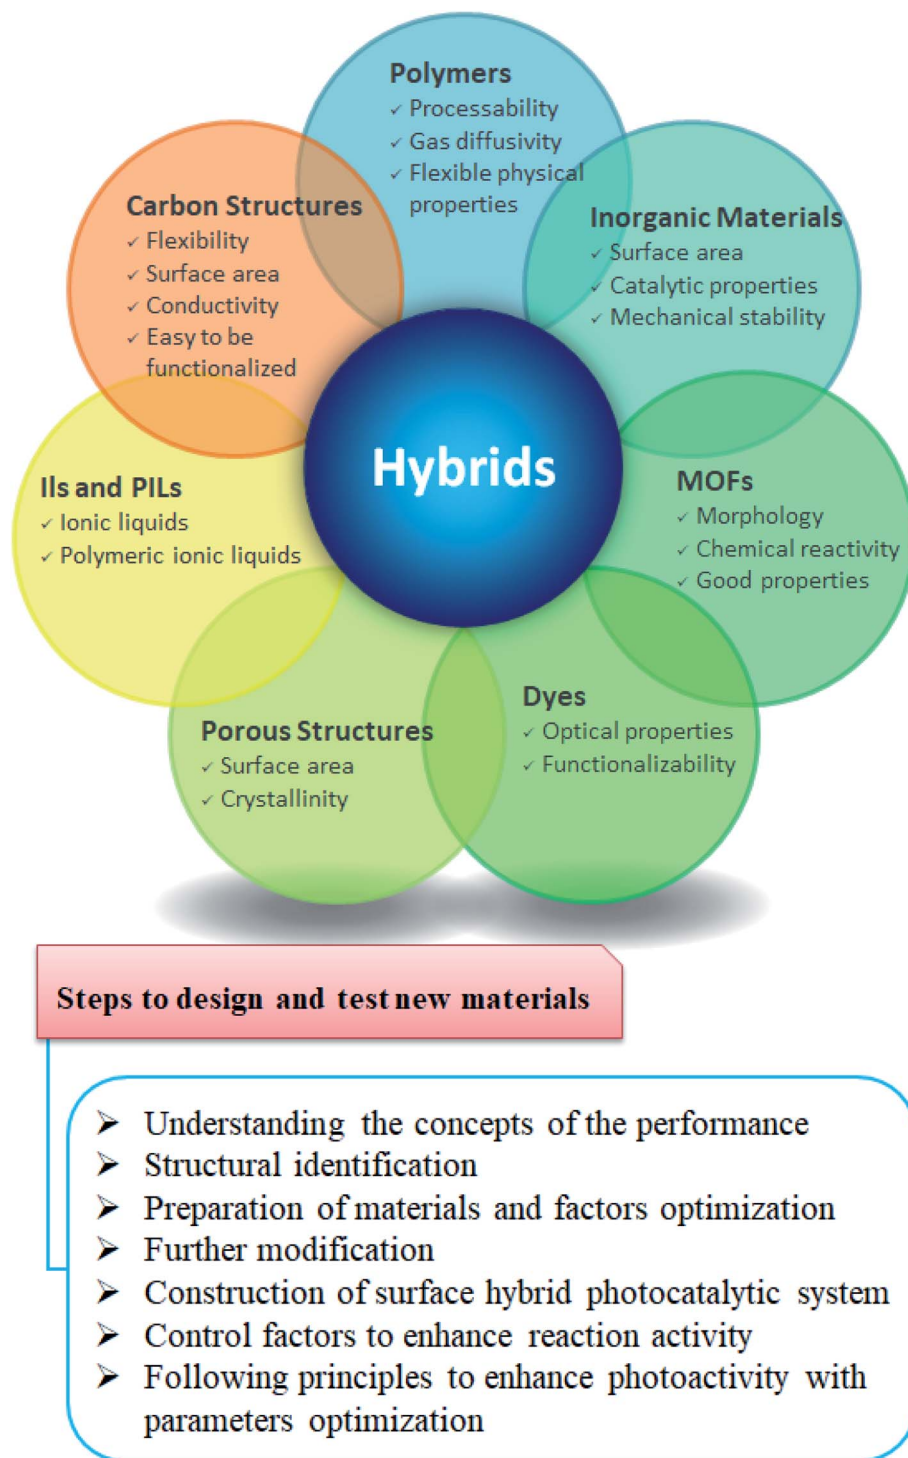 Polymers
✓ Processability
✓ Gas diffusivity
✓ Flexible physical
properties
Carbon Structures
✓ Flexibility
✓ Surface area
✓ Conductivity
✓ Easy to be
functionalized
Inorganic Materials
✓ Surface area
✓ Catalytic properties
✓ Mechanical stability
Hybrids
Ils and PILs
✓ Ionic liquids
✓ Polymeric ionic liquids
MOFs
✓ Morphology
✓ Chemical reactivity
✓ Good properties
Porous Structures
✓ Surface area
✓ Crystallinity
Dyes
✓ Optical properties
✓ Functionalizability
Steps to design and test new materials
➢ Understanding the concepts of the performance
➢ Structural identification
➢ Preparation of materials and factors optimization
➢ Further modification
➢ Construction of surface hybrid photocatalytic system
➢ Control factors to enhance reaction activity
➢ Following principles to enhance photoactivity with
parameters optimization